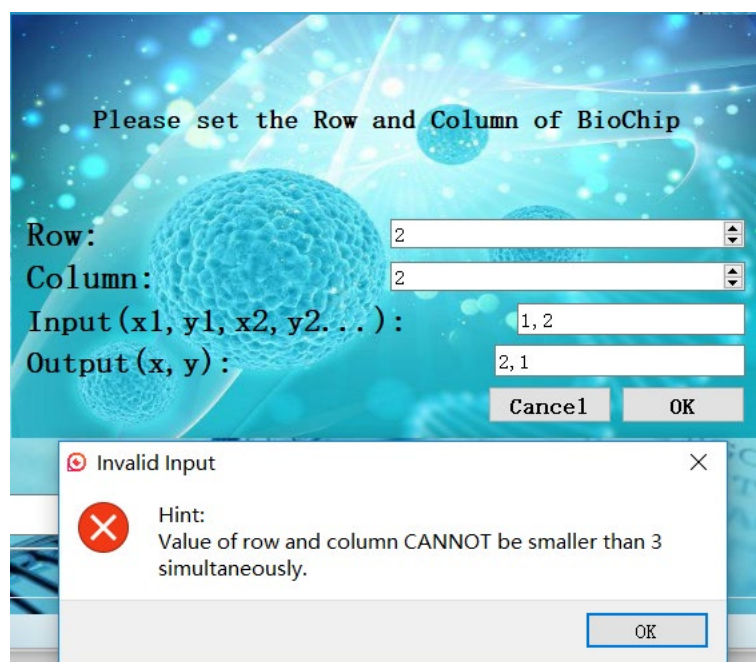 Please set the Row and Column of BioChip
Row:
2
Column:
2
Input(x1,y1,x2,y2...):
1,2
Output(x,y):
2,1
Cancel
OK
Invalid Input
Hint:
Value of row and column CANNOT be smaller than 3
simultaneously.
OK